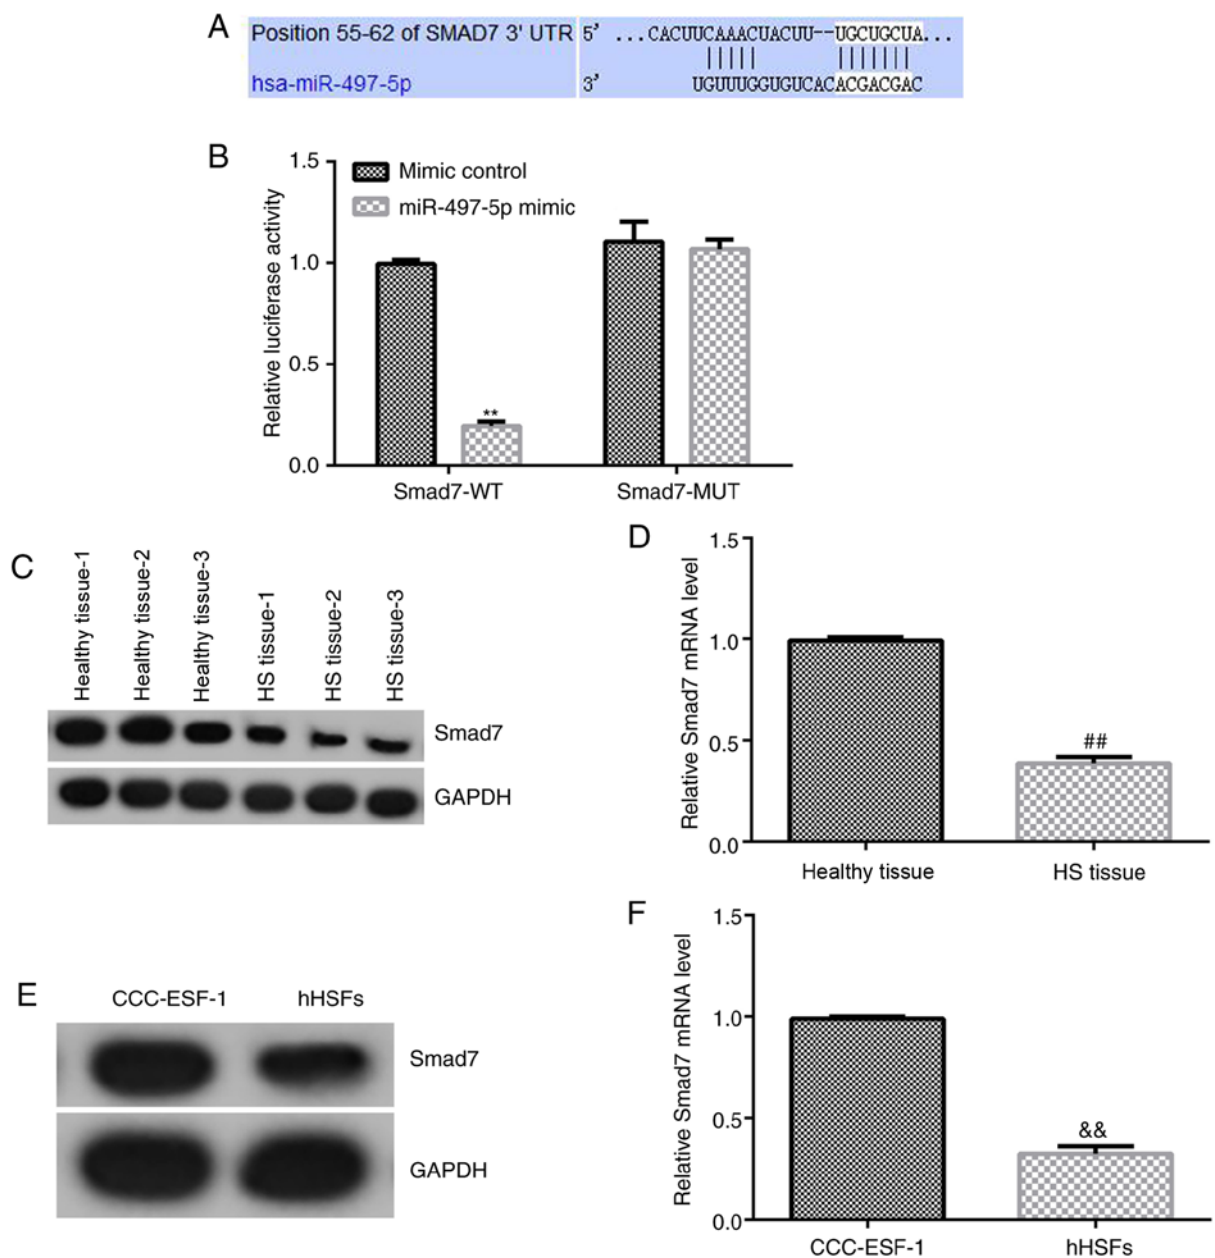 A
Position 55-62 of SMAD7 3' UTR 5' ...CACUUCAAACUACUU--UGCUGCUA...
hsa-miR-497-5p 3' UGUUUGGUGUCACACGACGAC
B
Mimic control
miR-497-5p mimic
Relative luciferase activity
1.5
1.0
0.5
0.0
**
Smad7-WT Smad7-MUT
C
Healthy tissue-1
Healthy tissue-2
Healthy tissue-3
HS tissue-1
HS tissue-2
HS tissue-3
Smad7
GAPDH
D
Relative Smad7 mRNA level
1.5
1.0
0.5
0.0
##
Healthy tissue HS tissue
E
CCC-ESF-1 hHSFs
Smad7
GAPDH
F
Relative Smad7 mRNA level
1.5
1.0
0.5
0.0
&&
CCC-ESF-1 hHSFs